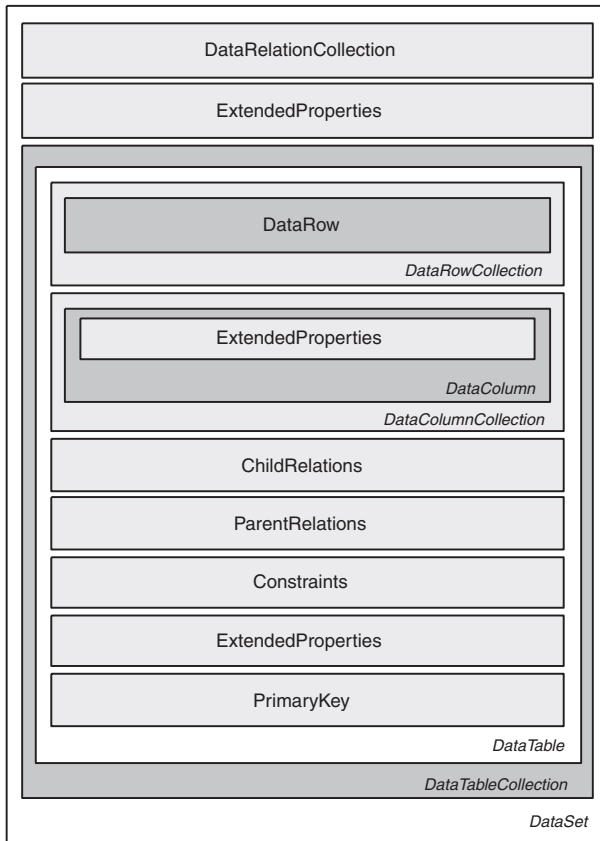 DataRelationCollection
ExtendedProperties
DataRow
DataRowCollection
ExtendedProperties
DataColumn
DataColumnCollection
ChildRelations
ParentRelations
Constraints
ExtendedProperties
PrimaryKey
DataTable
DataTableCollection
DataSet